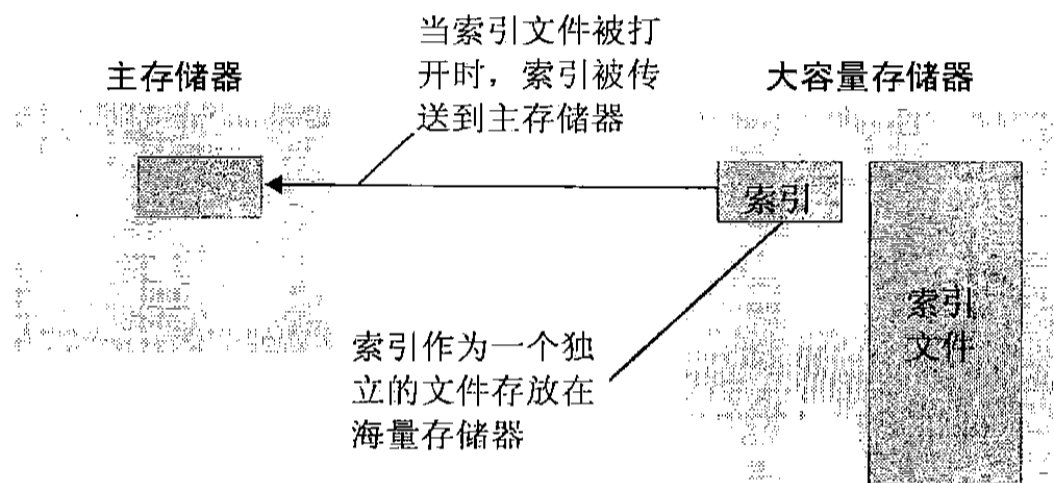 当索引文件被打
开时，索引被传
送到主存储器
主存储器
大容量存储器
索引
索引
文件
索引作为一个独
立的文件存放在
海量存储器